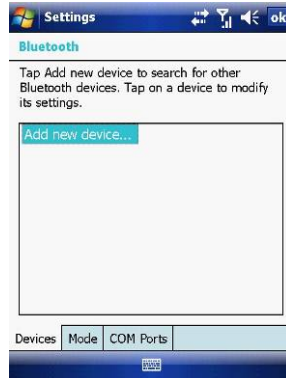 Settings
ok
Bluetooth
Tap Add new device to search for other
Bluetooth devices. Tap on a device to modify
its settings.
Add new device...
Devices Mode COM Ports